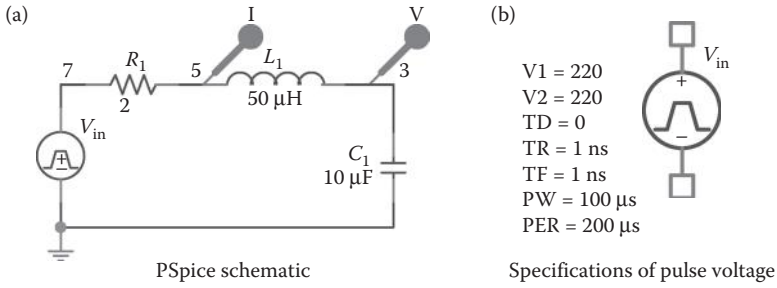 (a)
I
V
R1
L1
7
5
3
2
50 μH
Vin
+
−
C1
10 μF
PSpice schematic
(b)
Vin
+
−
V1 = 220
V2 = 220
TD = 0
TR = 1 ns
TF = 1 ns
PW = 100 μs
PER = 200 μs
Specifications of pulse voltage